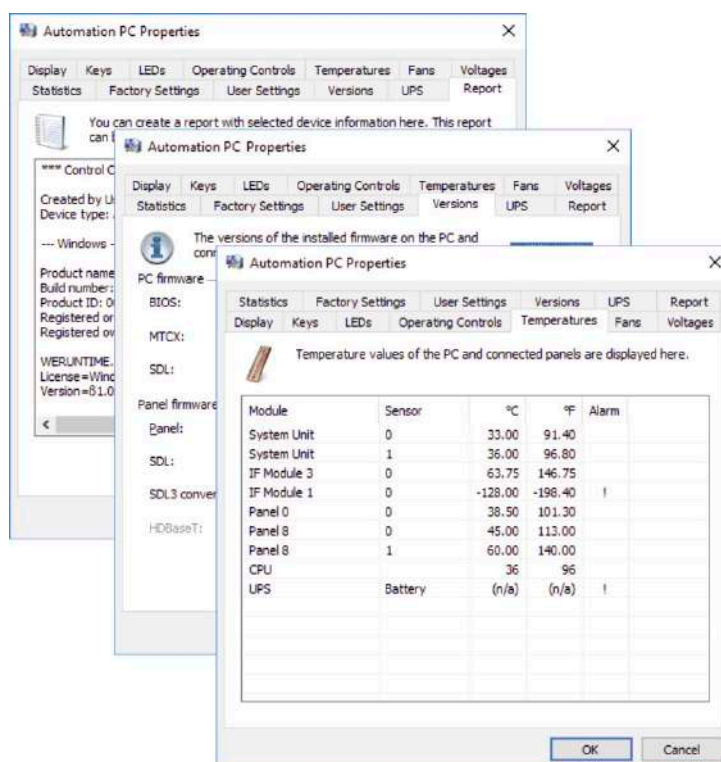 Automation PC Properties
Display Keys LEDs Operating Controls Temperatures Fans Voltages
Statistics Factory Settings User Settings Versions UPS Report
You can create a report with selected device information here. This report
can
*** Control C
Created by U
Device type:
--- Windows -
Product name
Build number:
Product ID: 0
Registered or
Registered ow
WERUNTIME.
License=Winc
Version=61.0
Automation PC Properties
Display Keys LEDs Operating Controls Temperatures Fans Voltages
Statistics Factory Settings User Settings Versions UPS Report
The versions of the installed firmware on the PC and
conn
PC firmware
BIOS:
MTCX:
SDL:
Panel firmware
Panel:
SDL:
SDL3 conver
HDBaseT:
Automation PC Properties
Statistics Factory Settings User Settings Versions UPS Report
Display Keys LEDs Operating Controls Temperatures Fans Voltages
Temperature values of the PC and connected panels are displayed here.
Module Sensor °C °F Alarm
System Unit 0 33.00 91.40
System Unit 1 36.00 96.80
IF Module 3 0 63.75 146.75
IF Module 1 0 -128.00 -198.40 !
Panel 0 0 38.50 101.30
Panel 8 0 45.00 113.00
Panel 8 1 60.00 140.00
CPU 36 96
UPS Battery (n/a) (n/a) !
OK Cancel